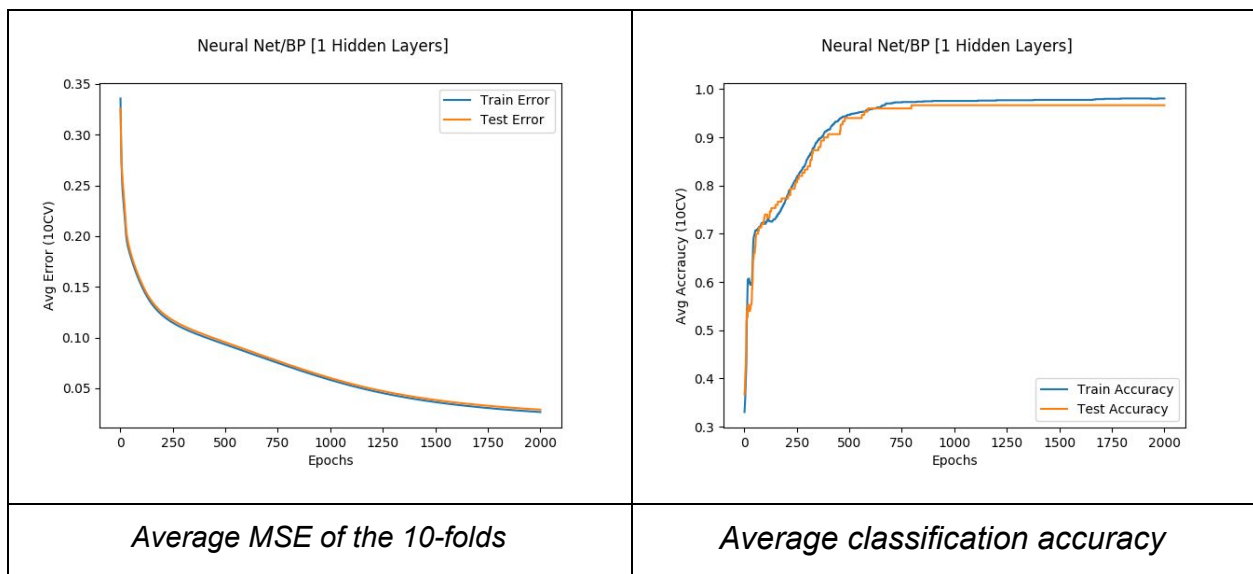 Neural Net/BP [1 Hidden Layers]
0.35
0.30
0.25
0.20
0.15
0.10
0.05
Avg Error (10CV)
Train Error
Test Error
0 250 500 750 1000 1250 1500 1750 2000
Epochs
Average MSE of the 10-folds
Neural Net/BP [1 Hidden Layers]
1.0
0.9
0.8
0.7
0.6
0.5
0.4
0.3
Avg Accraucy (10CV)
Train Accuracy
Test Accuracy
0 250 500 750 1000 1250 1500 1750 2000
Epochs
Average classification accuracy